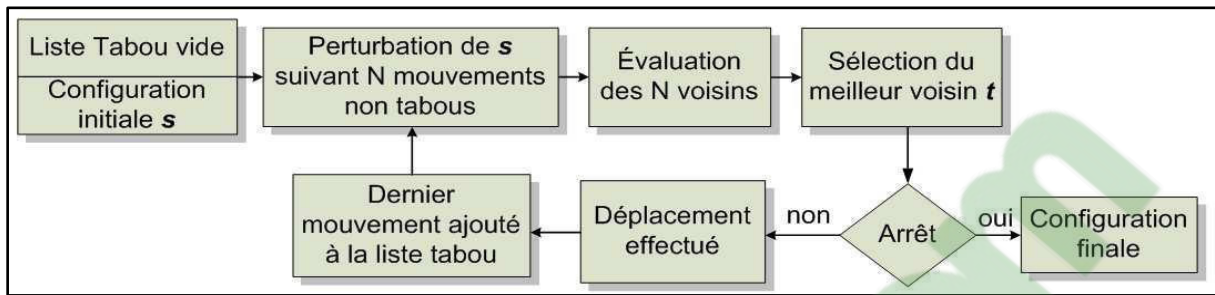 Liste Tabou vide
Configuration
initiale s
Perturbation de s
suivant N mouvements
non tabous
Évaluation
des N voisins
Sélection du
meilleur voisin t
Arrêt
oui
Configuration
finale
non
Déplacement
effectué
Dernier
mouvement ajouté
à la liste tabou